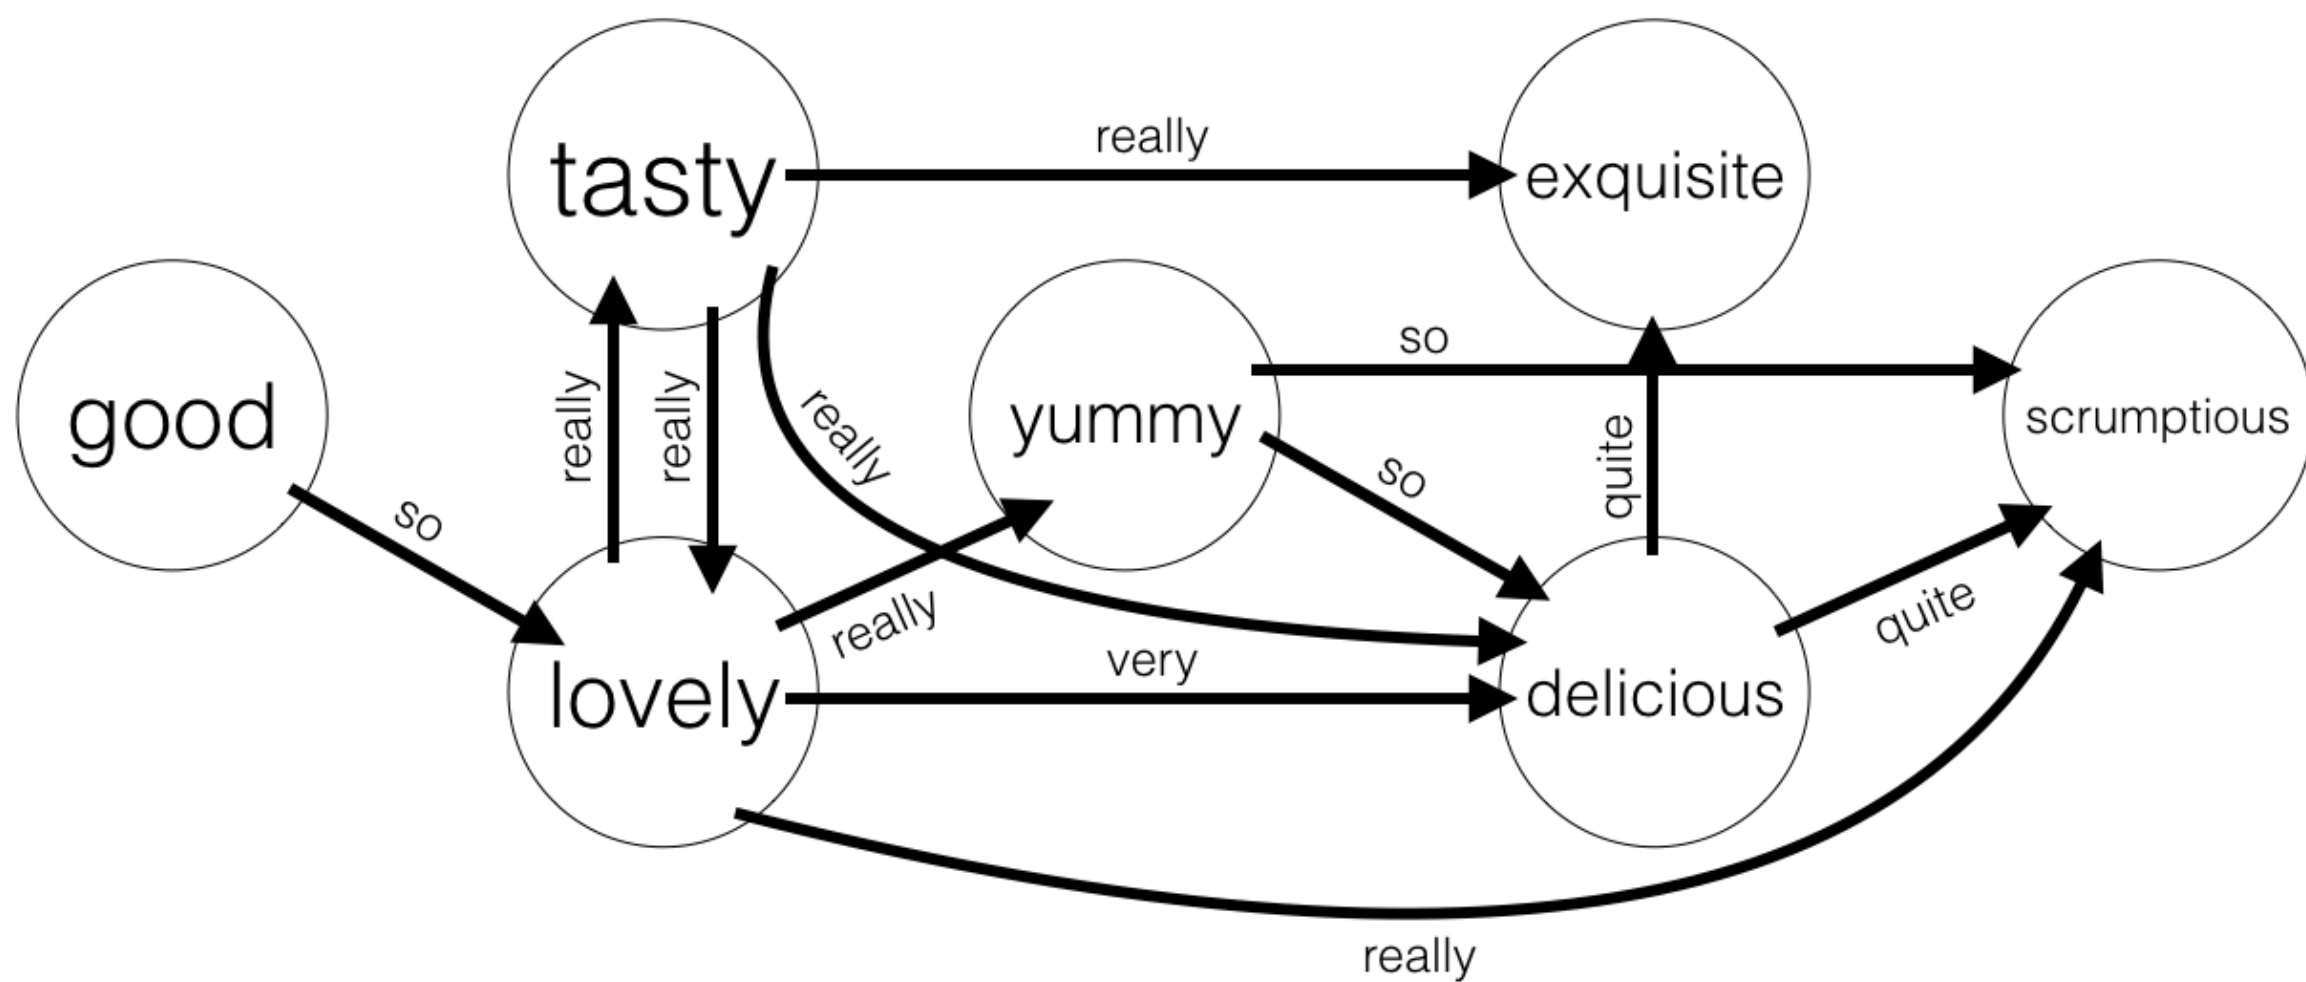 tasty
really
exquisite
good
so
really
really
really
yummy
so
so
quite
scrumptious
lovely
really
very
delicious
quite
really